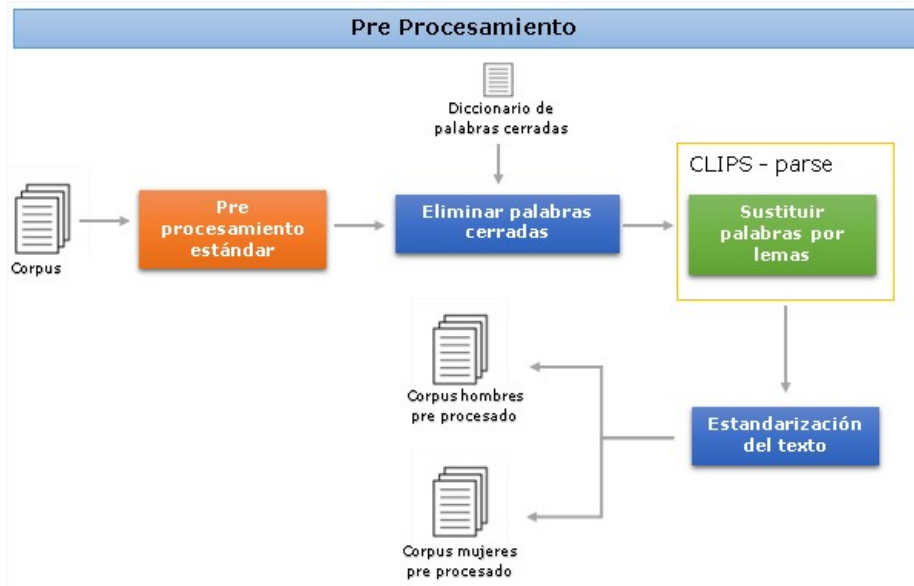 Pre Procesamiento
Diccionario de
palabras cerradas
Corpus
Pre
procesamiento
estándar
Eliminar palabras
cerradas
CLIPS - parse
Sustituir
palabras por
lemas
Estandarización
del texto
Corpus hombres
pre procesado
Corpus mujeres
pre procesado